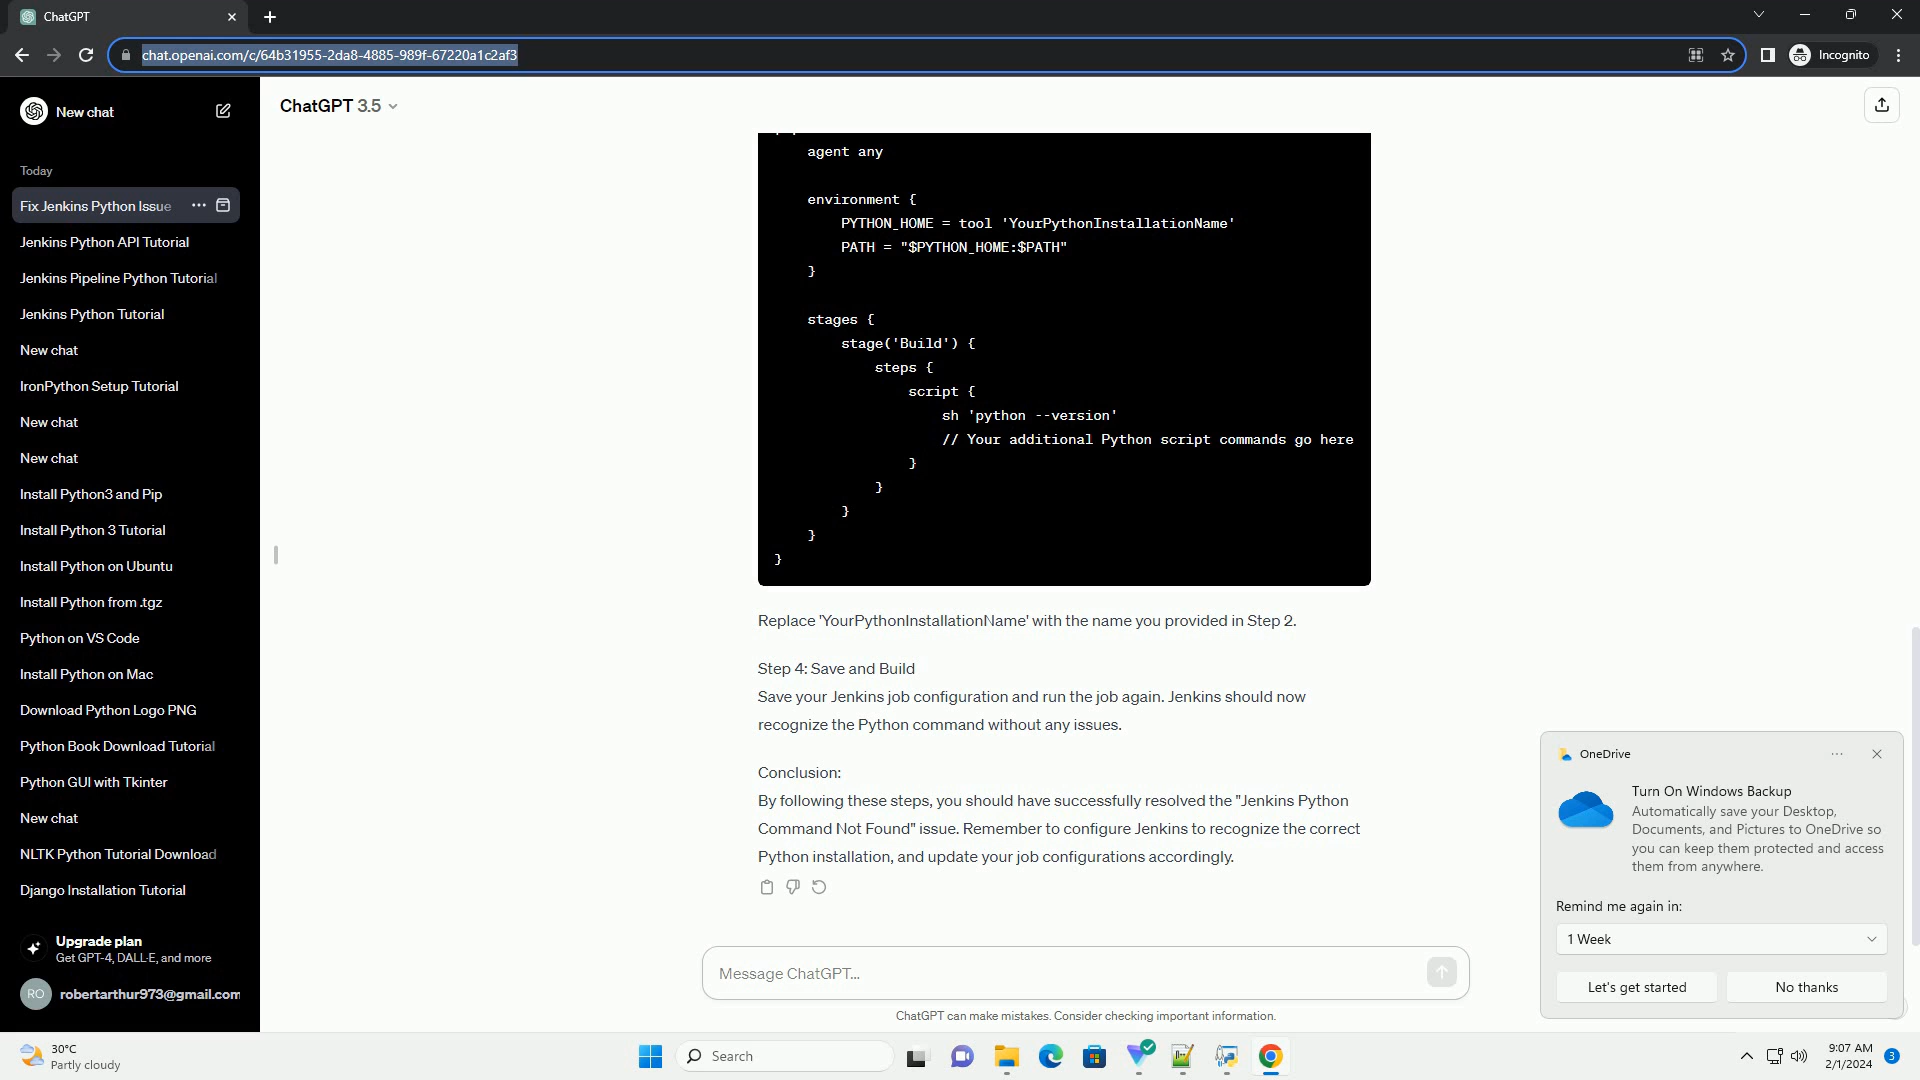 ChatGPT
chat.openai.com/c/64b31955-2da8-4885-989f-67220a1c2af3
Incognito
New chat
Today
Fix Jenkins Python Issue
Jenkins Python API Tutorial
Jenkins Pipeline Python Tutorial
Jenkins Python Tutorial
New chat
IronPython Setup Tutorial
New chat
New chat
Install Python3 and Pip
Install Python 3 Tutorial
Install Python on Ubuntu
Install Python from .tgz
Python on VS Code
Install Python on Mac
Download Python Logo PNG
Python Book Download Tutorial
Python GUI with Tkinter
New chat
NLTK Python Tutorial Download
Django Installation Tutorial
Upgrade plan
Get GPT-4, DALL·E, and more
RO
robertarthur973@gmail.com
ChatGPT 3.5
agent any
environment {
PYTHON_HOME = tool 'YourPythonInstallationName'
PATH = "$PYTHON_HOME:$PATH"
}
stages {
stage('Build') {
steps {
script {
sh 'python --version'
// Your additional Python script commands go here
}
}
}
}
}
Replace 'YourPythonInstallationName' with the name you provided in Step 2.
Step 4: Save and Build
Save your Jenkins job configuration and run the job again. Jenkins should now
recognize the Python command without any issues.
Conclusion:
By following these steps, you should have successfully resolved the "Jenkins Python
Command Not Found" issue. Remember to configure Jenkins to recognize the correct
Python installation, and update your job configurations accordingly.
Message ChatGPT...
ChatGPT can make mistakes. Consider checking important information.
OneDrive
Turn On Windows Backup
Automatically save your Desktop,
Documents, and Pictures to OneDrive so
you can keep them protected and access
them from anywhere.
Remind me again in:
1 Week
Let's get started
No thanks
30°C
Partly cloudy
Search
9:07 AM
2/1/2024
3